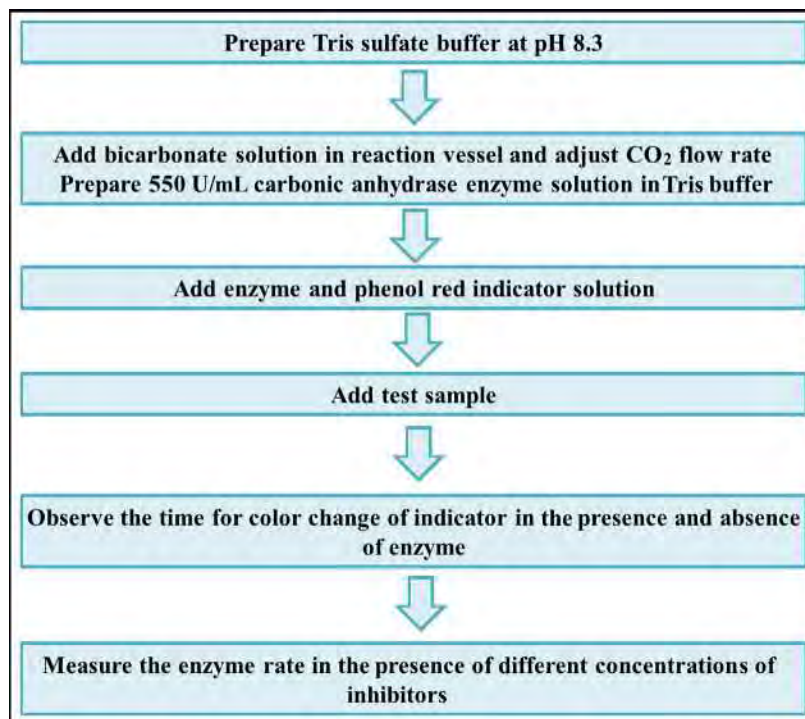 Prepare Tris sulfate buffer at pH 8.3
Add bicarbonate solution in reaction vessel and adjust CO₂ flow rate
Prepare 550 U/mL carbonic anhydrase enzyme solution in Tris buffer
Add enzyme and phenol red indicator solution
Add test sample
Observe the time for color change of indicator in the presence and absence
of enzyme
Measure the enzyme rate in the presence of different concentrations of
inhibitors